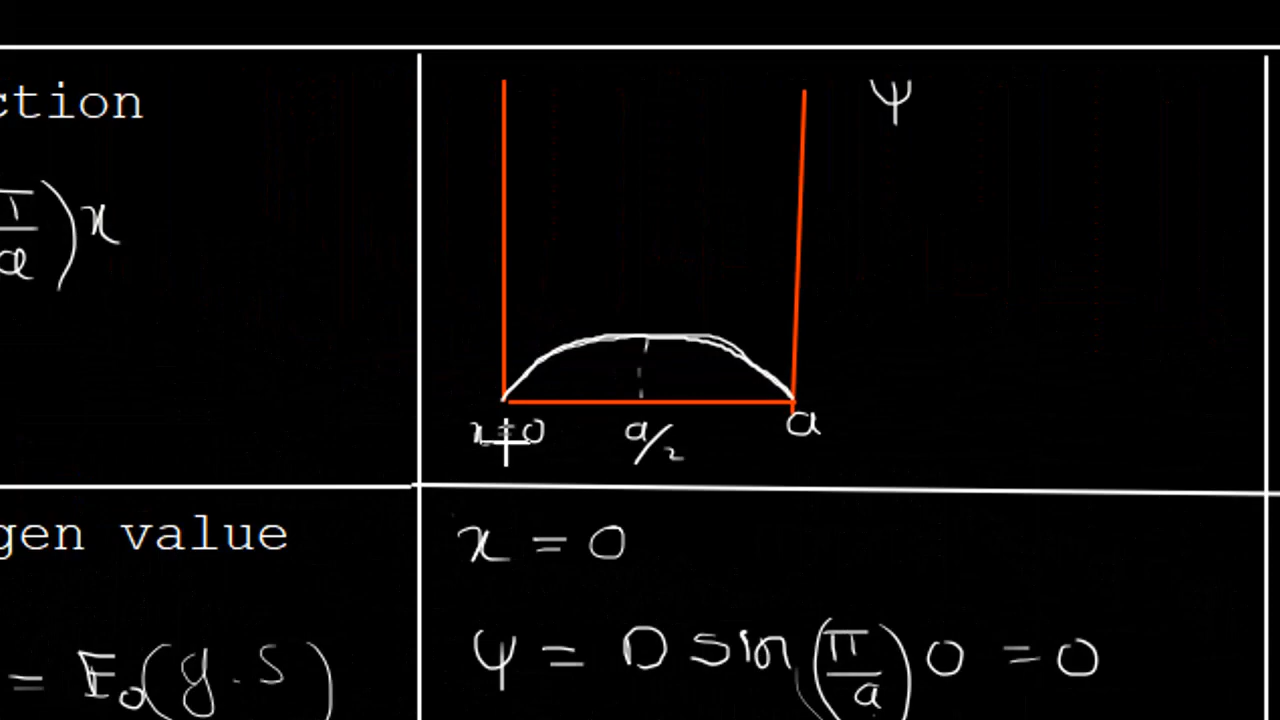 ction
ψ
π/a)x
x=0 a/2 a
gen value
x = 0
= E₀(g.s)
ψ = D sin(π/a)0 = 0